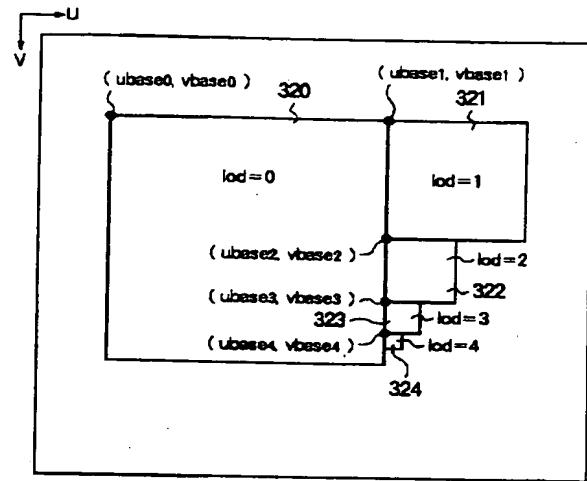 U
V
( ubase0, vbase0 )
320
( ubase1, vbase1 )
321
lod=0
lod=1
( ubase2, vbase2 )
lod=2
322
( ubase3, vbase3 )
323
lod=3
( ubase4, vbase4 )
lod=4
324